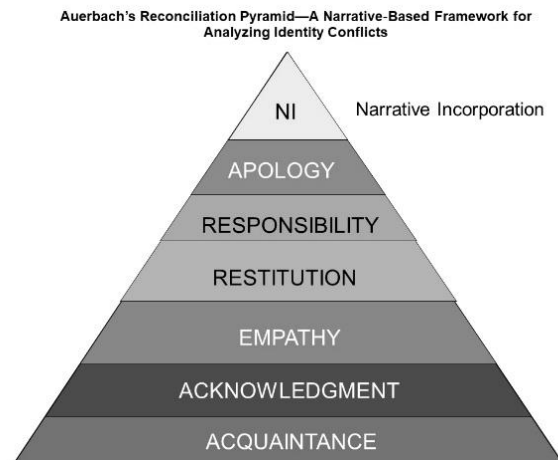 Auerbach's Reconciliation Pyramid—A Narrative-Based Framework for
Analyzing Identity Conflicts
NI
Narrative Incorporation
APOLOGY
RESPONSIBILITY
RESTITUTION
EMPATHY
ACKNOWLEDGMENT
ACQUAINTANCE